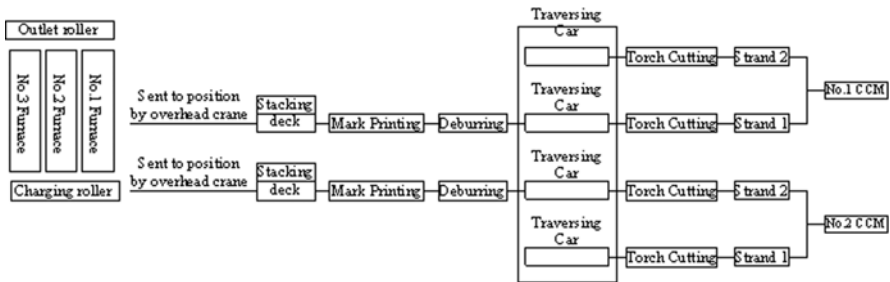 Outlet roller
No.3 Furnace
No.2 Furnace
No.1 Furnace
Charging roller
Sent to position
by overhead crane
Stacking
deck
Mark Printing
Deburring
Sent to position
by overhead crane
Stacking
deck
Mark Printing
Deburring
Traversing
Car
Traversing
Car
Traversing
Car
Traversing
Car
Torch Cutting
Strand 2
Torch Cutting
Strand 1
No.1 CCM
Torch Cutting
Strand 2
Torch Cutting
Strand 1
No.2 CCM